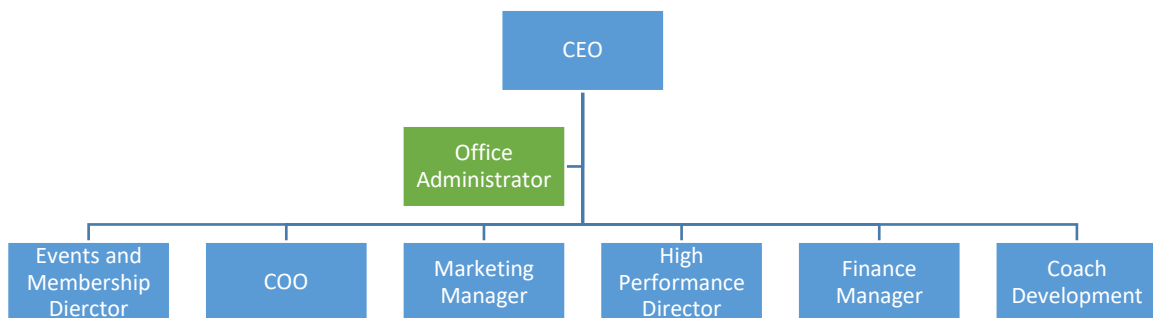 CEO
Office
Administrator
Events and
Membership
Dierctor
COO
Marketing
Manager
High
Performance
Director
Finance
Manager
Coach
Development